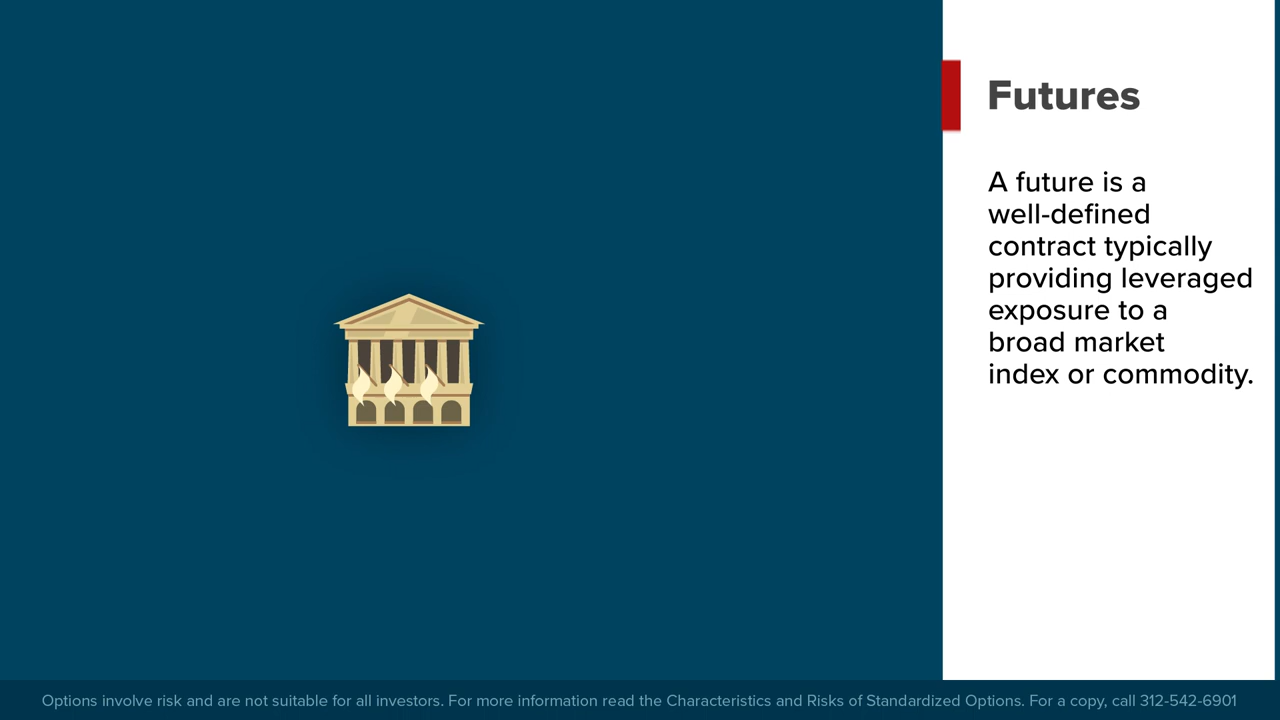 Futures
A future is a
well-defined
contract typically
providing leveraged
exposure to a
broad market
index or commodity.
Options involve risk and are not suitable for all investors. For more information read the Characteristics and Risks of Standardized Options. For a copy, call 312-542-6901